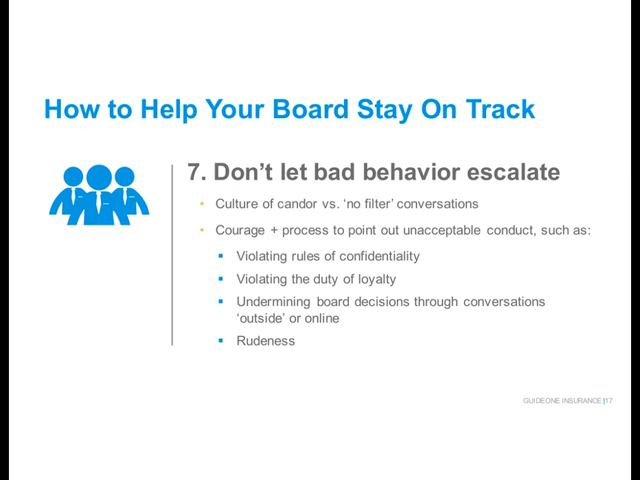 How to Help Your Board Stay On Track
7. Don’t let bad behavior escalate
• Culture of candor vs. ‘no filter’ conversations
• Courage + process to point out unacceptable conduct, such as:
▪ Violating rules of confidentiality
▪ Violating the duty of loyalty
▪ Undermining board decisions through conversations
‘outside’ or online
▪ Rudeness
GUIDEONE INSURANCE |17